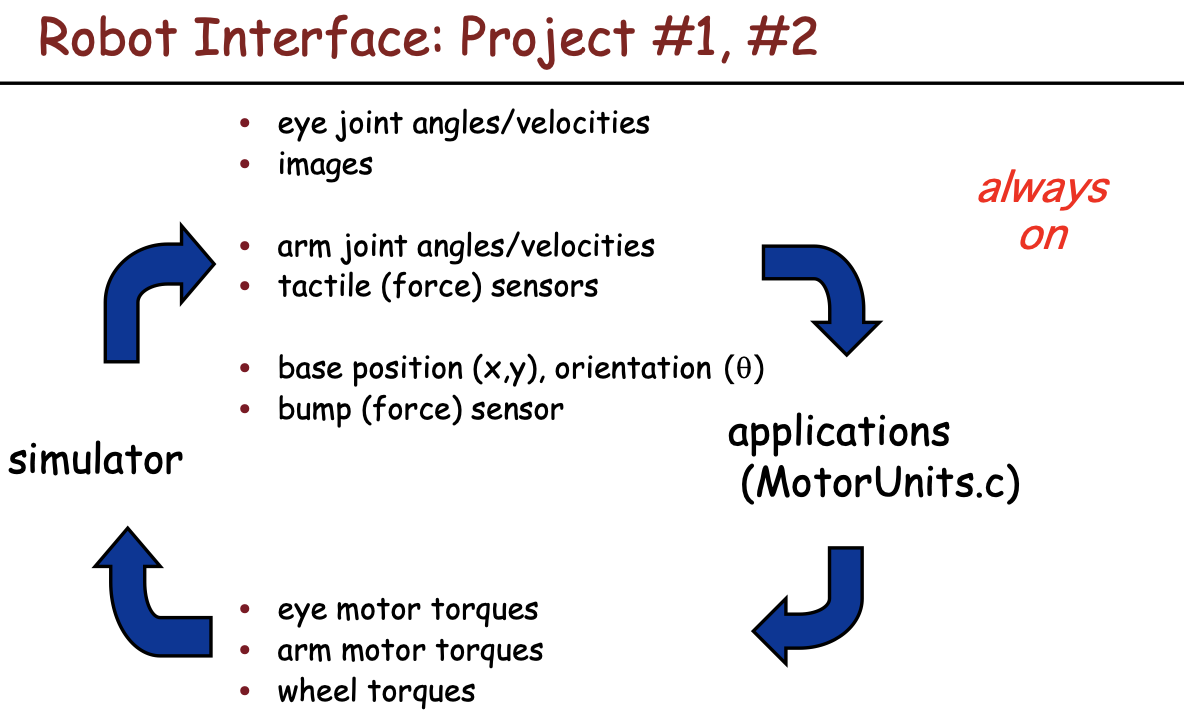 Robot Interface: Project #1, #2
• eye joint angles/velocities
• images
always
on
• arm joint angles/velocities
• tactile (force) sensors
• base position (x,y), orientation (θ)
• bump (force) sensor
applications
(MotorUnits.c)
simulator
• eye motor torques
• arm motor torques
• wheel torques